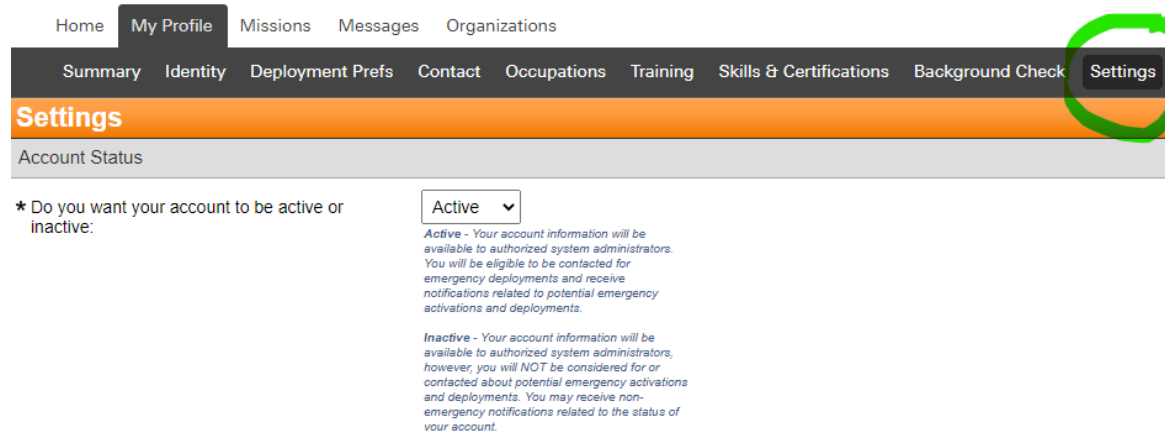 Home My Profile Missions Messages Organizations
Summary Identity Deployment Prefs Contact Occupations Training Skills & Certifications Background Check Settings
Settings
Account Status
* Do you want your account to be active or
inactive:
Active
Active - Your account information will be
available to authorized system administrators.
You will be eligible to be contacted for
emergency deployments and receive
notifications related to potential emergency
activations and deployments.
Inactive - Your account information will be
available to authorized system administrators,
however, you will NOT be considered for or
contacted about potential emergency activations
and deployments. You may receive non-
emergency notifications related to the status of
your account.